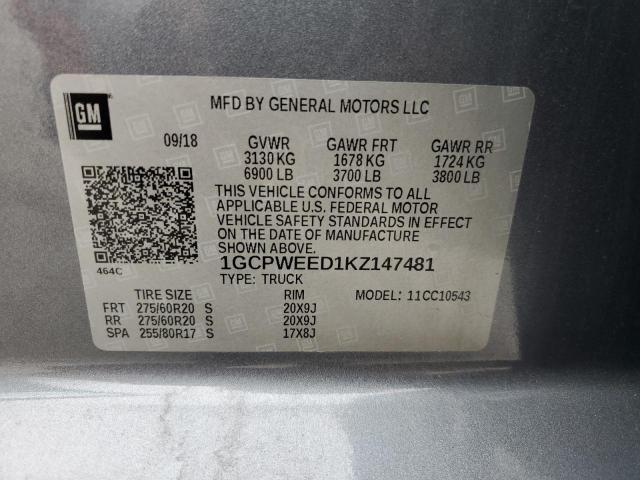 GM
MFD BY GENERAL MOTORS LLC
09/18 GVWR GAWR FRT GAWR RR
3130 KG 1678 KG 1724 KG
6900 LB 3700 LB 3800 LB
THIS VEHICLE CONFORMS TO ALL
APPLICABLE U.S. FEDERAL MOTOR
VEHICLE SAFETY STANDARDS IN EFFECT
ON THE DATE OF MANUFACTURE
SHOWN ABOVE.
464C
1GCPWEED1KZ147481
TYPE: TRUCK MODEL: 11CC10543
TIRE SIZE RIM
FRT 275/60R20 S 20X9J
RR 275/60R20 S 20X9J
SPA 255/80R17 S 17X8J